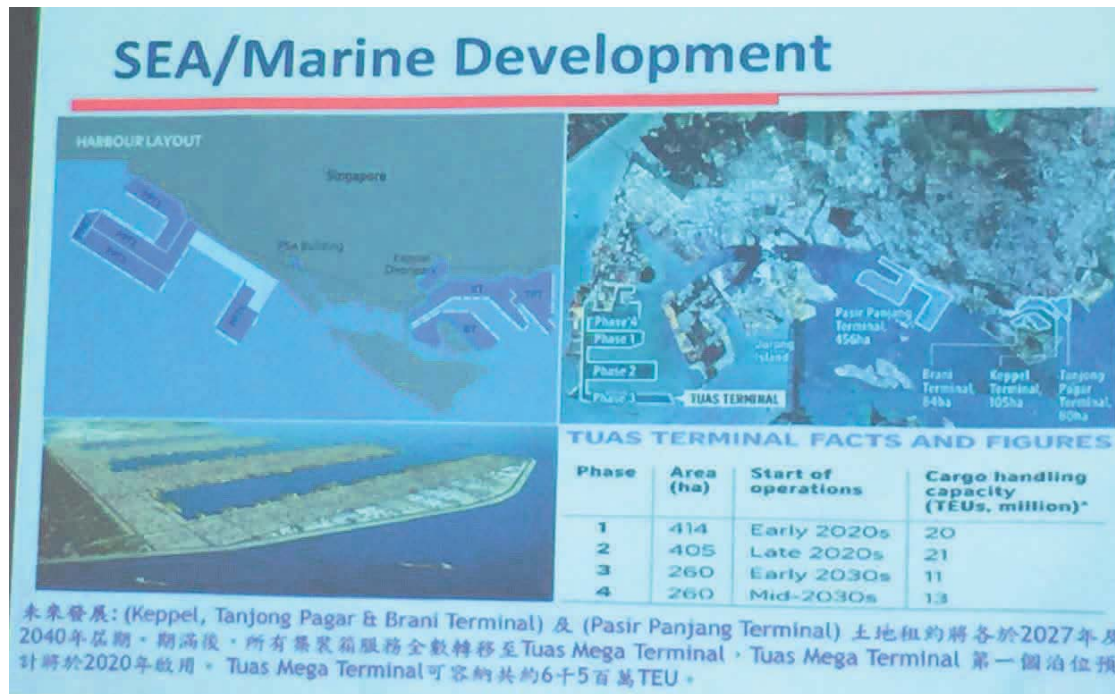 SEA/Marine Development
HARBOUR LAYOUT
Singapore
PSA Building
Keppel
KT
BT
TPT
Phase 4
Phase 1
Phase 2
Phase 3
TUAS TERMINAL
Jurong
Island
Pasir Panjang
Terminal,
456ha
Brani
Terminal,
84ha
Keppel
Terminal,
105ha
Tanjong
Pagar
Terminal,
80ha
TUAS TERMINAL FACTS AND FIGURES
Phase Area (ha) Start of operations Cargo handling capacity (TEUs, million)*
1 414 Early 2020s 20
2 405 Late 2020s 21
3 260 Early 2030s 11
4 260 Mid-2030s 13
未來發展: (Keppel, Tanjong Pagar & Brani Terminal) 及 (Pasir Panjang Terminal) 土地租約將各於2027年及
2040年屆期。期滿後，所有集裝箱服務全數轉移至Tuas Mega Terminal，Tuas Mega Terminal 第一個泊位預
計將於2020年啟用。 Tuas Mega Terminal可容納共約6千5百萬TEU。